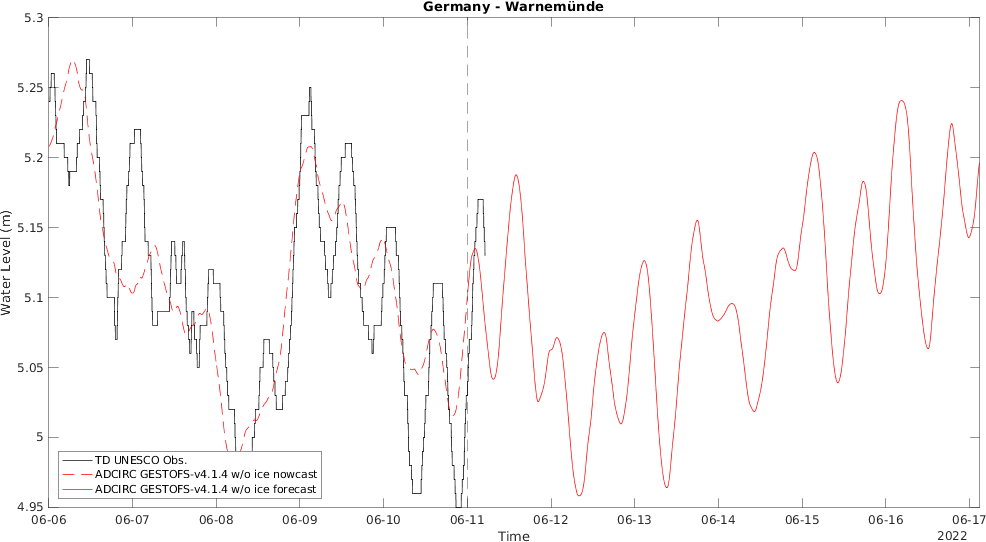 Germany - Warnemünde
5.3
5.25
5.2
5.15
5.1
5.05
5
4.95
Water Level (m)
TD UNESCO Obs.
ADCIRC GESTOFS-v4.1.4 w/o ice nowcast
ADCIRC GESTOFS-v4.1.4 w/o ice forecast
06-06 06-07 06-08 06-09 06-10 06-11 06-12 06-13 06-14 06-15 06-16 06-17
Time
2022